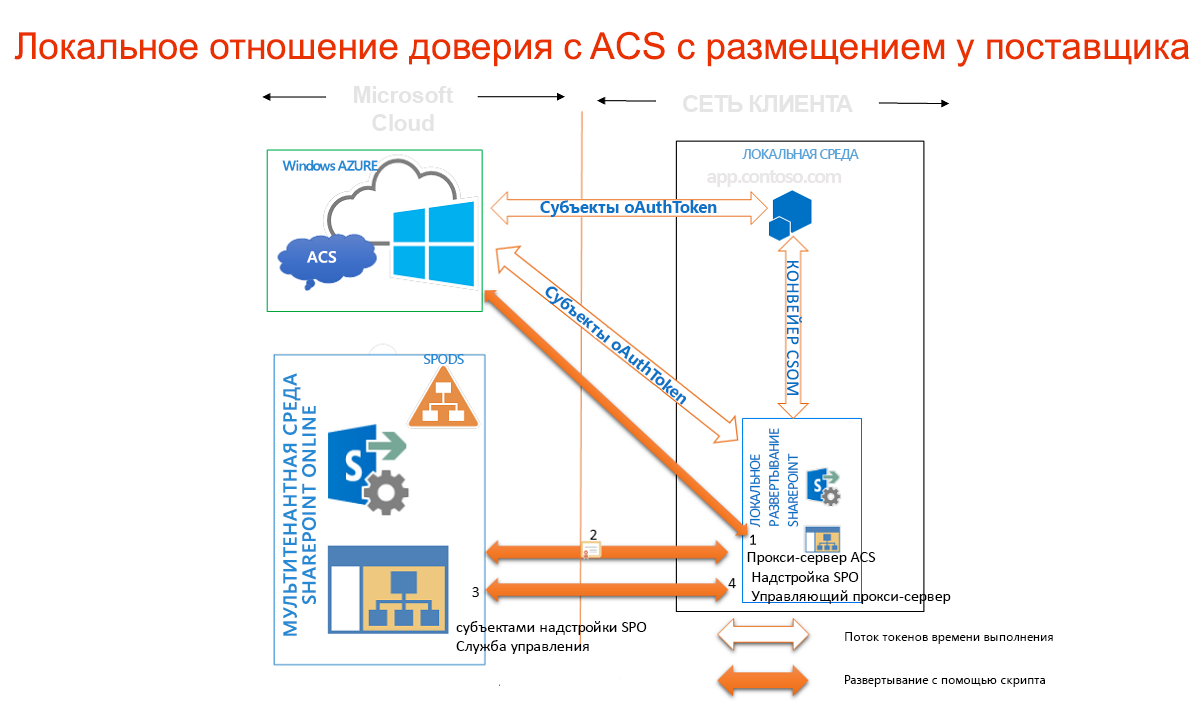 Локальное отношение доверия с ACS с размещением у поставщика
Microsoft
Cloud
СЕТЬ КЛИЕНТА
Windows AZURE
ACS
ЛОКАЛЬНАЯ СРЕДА
app.contoso.com
Субъекты oAuthToken
Субъекты oAuthToken
КОНВЕЙЕР CSOM
SPODS
МУЛЬТИТЕНАНТНАЯ СРЕДА
SHAREPOINT ONLINE
S
ЛОКАЛЬНОЕ
РАЗВЕРТЫВАНИЕ
SHAREPOINT
S
1
2
Прокси-сервер ACS
Надстройка SPO
Управляющий прокси-сервер
3
4
субъектами надстройки SPO
Служба управления
Поток токенов времени выполнения
Развертывание с помощью скрипта